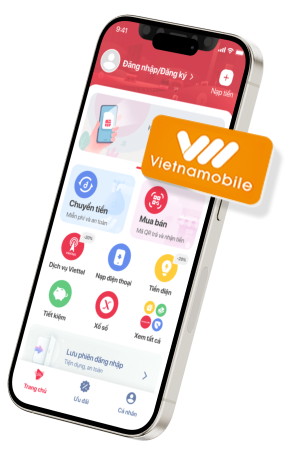 9:41
Đăng nhập/Đăng ký
Nạp tiền
Vietnamobile
Chuyển tiền
Miễn phí và an toàn
Mua bán
Mã QR trả và nhận tiền
-30%
Dịch vụ Viettel
Nạp điện thoại
Tiền điện
Tiết kiệm
Xổ số
Xem tất cả
Lưu phiên đăng nhập
Tiện dụng, an toàn
Trang chủ
Ưu đãi
Cá nhân